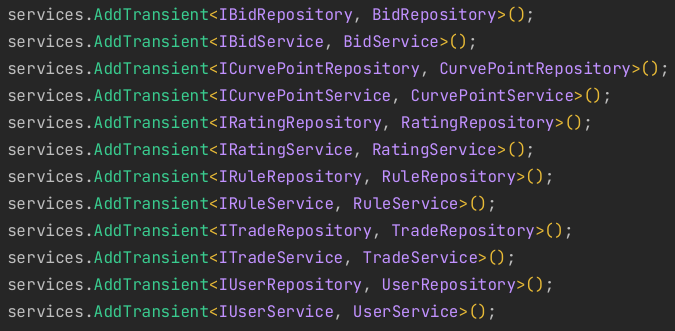 services.AddTransient<IBidRepository, BidRepository>();
services.AddTransient<IBidService, BidService>();
services.AddTransient<ICurvePointRepository, CurvePointRepository>();
services.AddTransient<ICurvePointService, CurvePointService>();
services.AddTransient<IRatingRepository, RatingRepository>();
services.AddTransient<IRatingService, RatingService>();
services.AddTransient<IRuleRepository, RuleRepository>();
services.AddTransient<IRuleService, RuleService>();
services.AddTransient<ITradeRepository, TradeRepository>();
services.AddTransient<ITradeService, TradeService>();
services.AddTransient<IUserRepository, UserRepository>();
services.AddTransient<IUserService, UserService>();